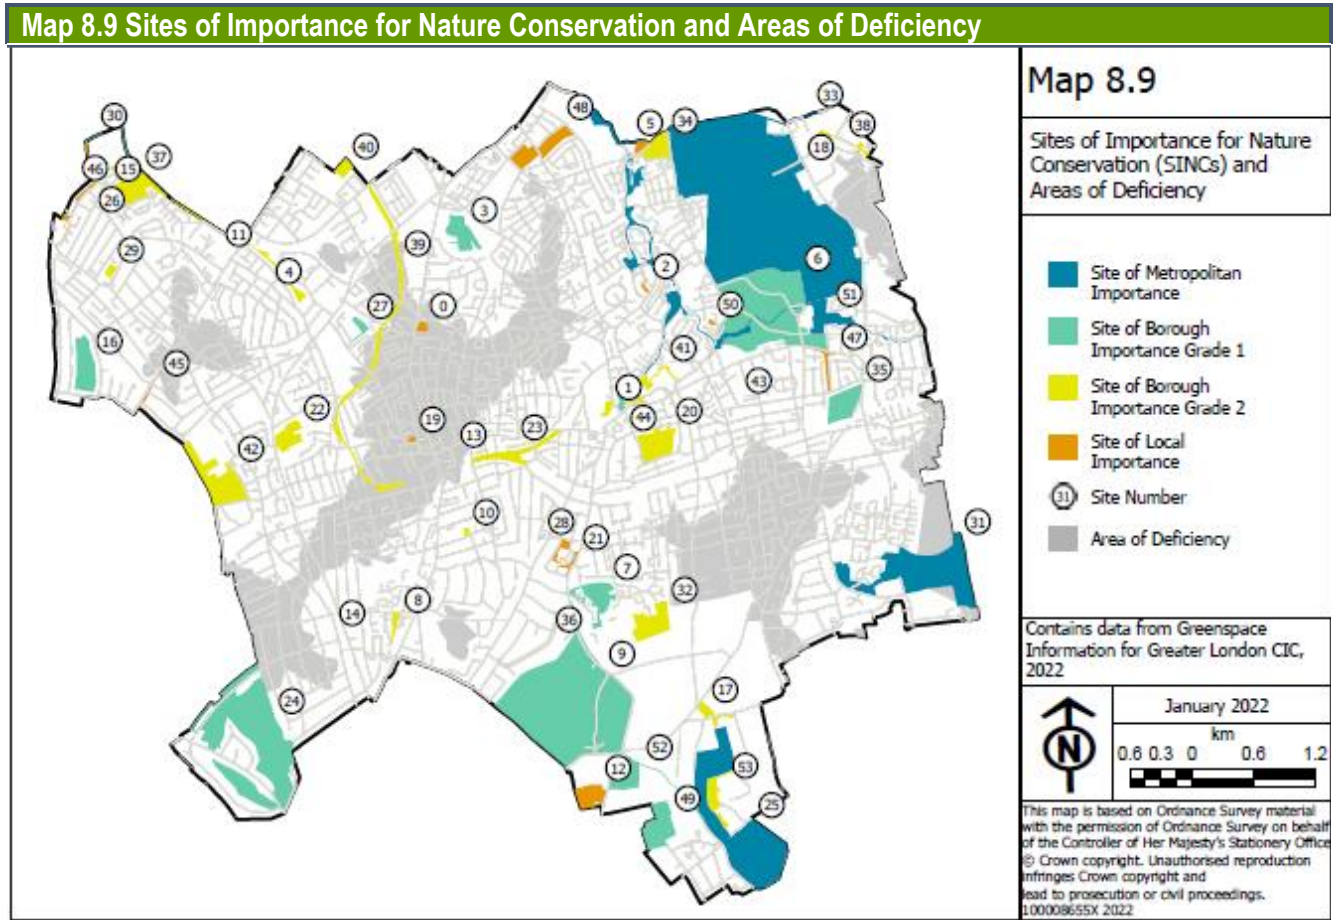 Map 8.9 Sites of Importance for Nature Conservation and Areas of Deficiency
30
48
5
34
33
38
18
40
46
15
37
26
3
11
39
29
4
2
6
27
0
50
51
16
41
47
45
43
35
1
22
44
20
19
13
23
42
10
28
21
31
7
32
14
8
36
9
24
17
52
12
53
49
25
Map 8.9
Sites of Importance for Nature
Conservation (SINCs) and
Areas of Deficiency
Site of Metropolitan
Importance
Site of Borough
Importance Grade 1
Site of Borough
Importance Grade 2
Site of Local
Importance
31 Site Number
Area of Deficiency
Contains data from Greenspace
Information for Greater London CIC,
2022
N
January 2022
km
0.6 0.3 0 0.6 1.2
This map is based on Ordnance Survey material
with the permission of Ordnance Survey on behalf
of the Controller of Her Majesty's Stationery Office
© Crown copyright. Unauthorised reproduction
infringes Crown copyright and
lead to prosecution or civil proceedings.
100008655X 2022